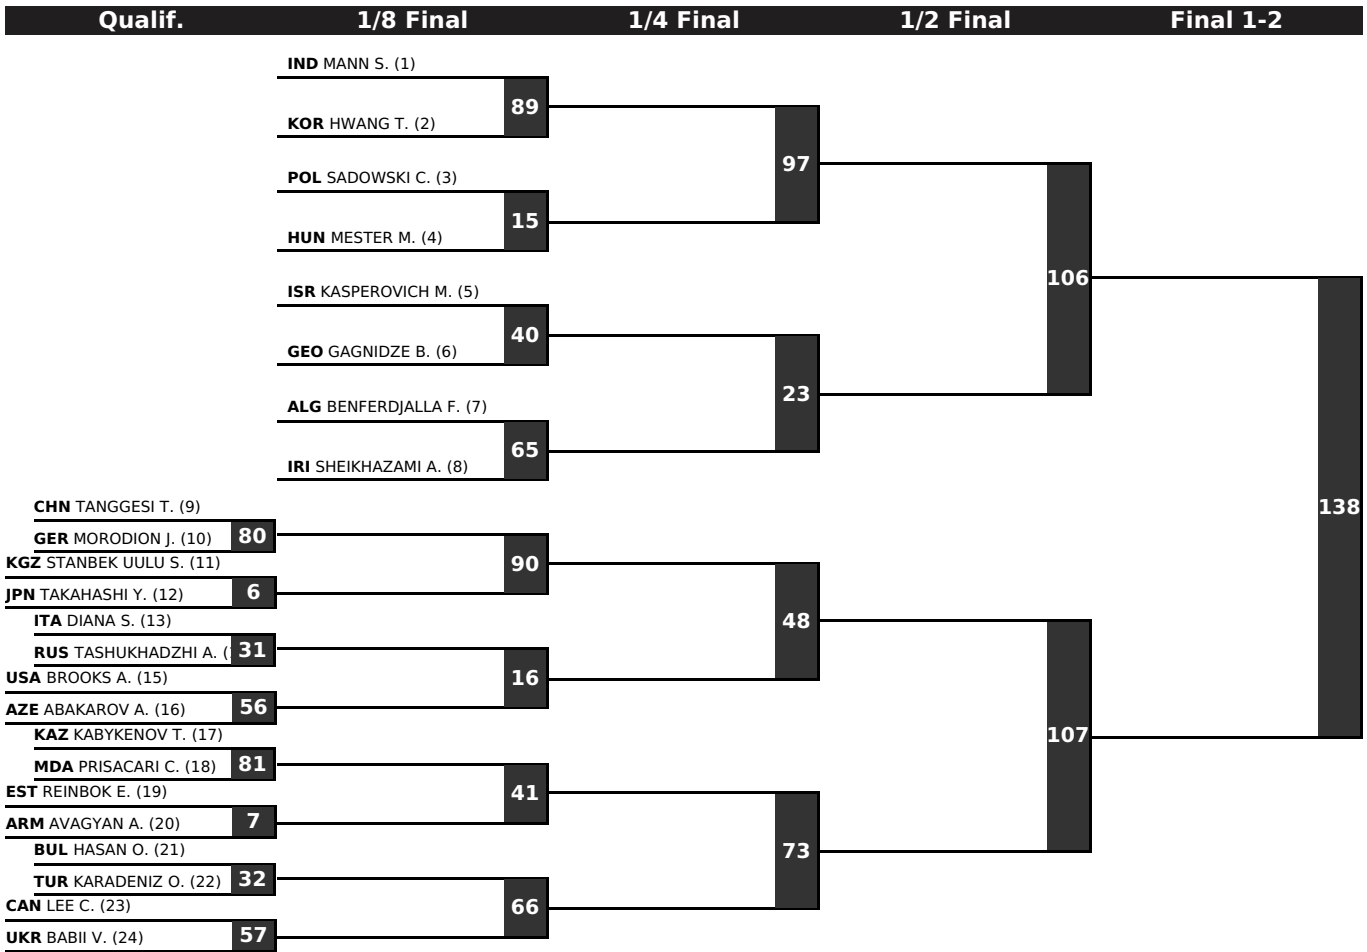 Qualif. 1/8 Final 1/4 Final 1/2 Final Final 1-2
IND MANN S. (1)
89
KOR HWANG T. (2)
97
POL SADOWSKI C. (3)
15
HUN MESTER M. (4)
106
ISR KASPEROVICH M. (5)
40
GEO GAGNIDZE B. (6)
23
ALG BENFERDJALLA F. (7)
65
IRI SHEIKHAZAMI A. (8)
138
CHN TANGGESI T. (9)
GER MORODION J. (10) 80
KGZ STANBEK UULU S. (11)
90
JPN TAKAHASHI Y. (12) 6
ITA DIANA S. (13)
48
RUS TASHUKHADZHI A. ( 31
USA BROOKS A. (15)
16
AZE ABAKAROV A. (16) 56
KAZ KABYKENOV T. (17)
107
MDA PRISACARI C. (18) 81
EST REINBOK E. (19)
41
ARM AVAGYAN A. (20) 7
BUL HASAN O. (21)
73
TUR KARADENIZ O. (22) 32
CAN LEE C. (23)
66
UKR BABII V. (24) 57